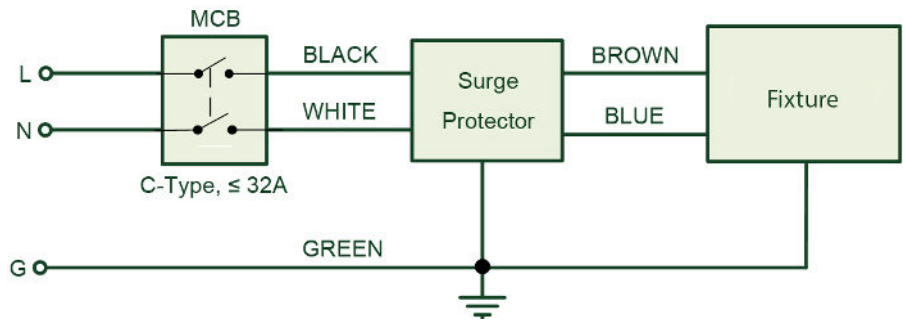 MCB
L
BLACK
BROWN
Surge
Protector
Fixture
N
WHITE
BLUE
C-Type, ≤ 32A
G
GREEN